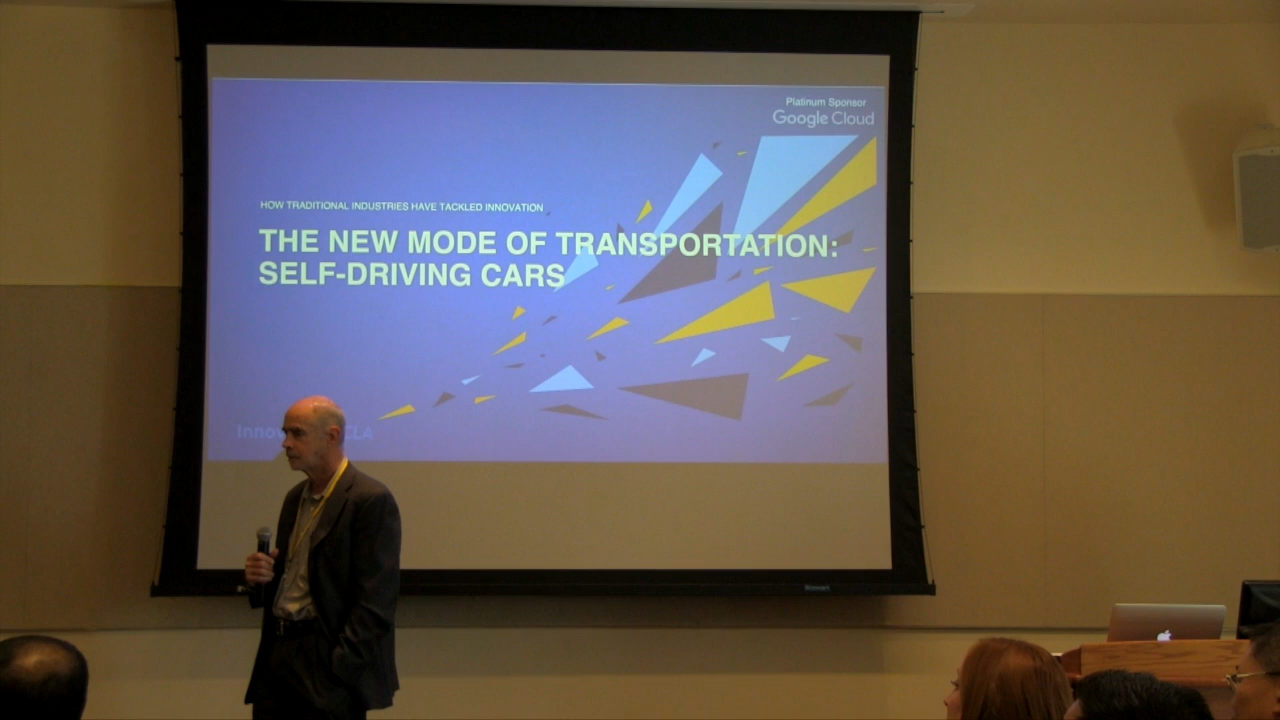 Platinum Sponsor
Google Cloud
HOW TRADITIONAL INDUSTRIES HAVE TACKLED INNOVATION
THE NEW MODE OF TRANSPORTATION:
SELF-DRIVING CARS